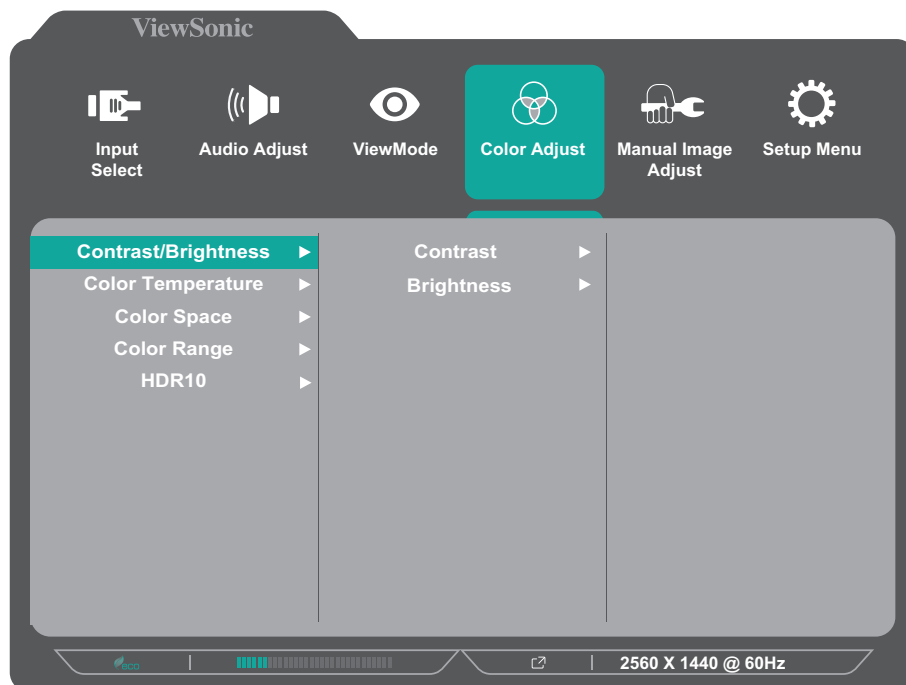 ViewSonic
Input Select
Audio Adjust
ViewMode
Color Adjust
Manual Image Adjust
Setup Menu
Contrast/Brightness
Color Temperature
Color Space
Color Range
HDR10
Contrast
Brightness
eco
2560 X 1440 @ 60Hz